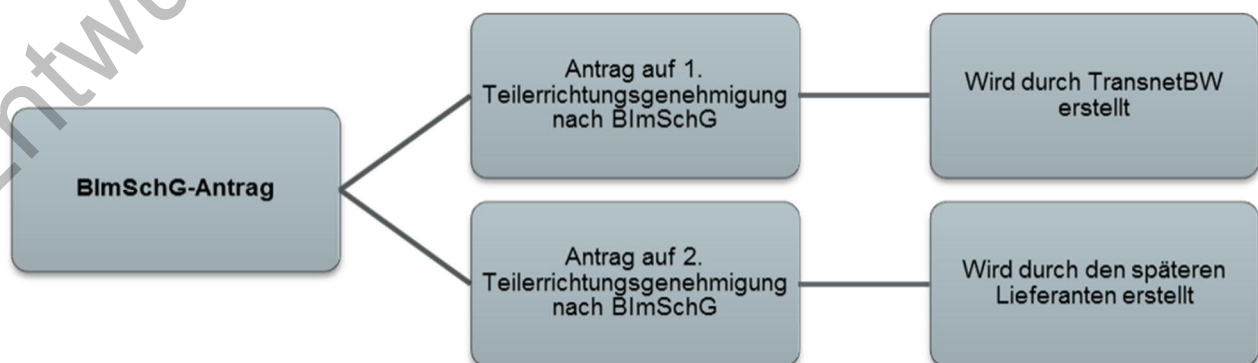 BImSchG-Antrag
Antrag auf 1.
Teilerrichtungsgenehmigung
nach BImSchG
Wird durch TransnetBW
erstellt
Antrag auf 2.
Teilerrichtungsgenehmigung
nach BImSchG
Wird durch den späteren
Lieferanten erstellt